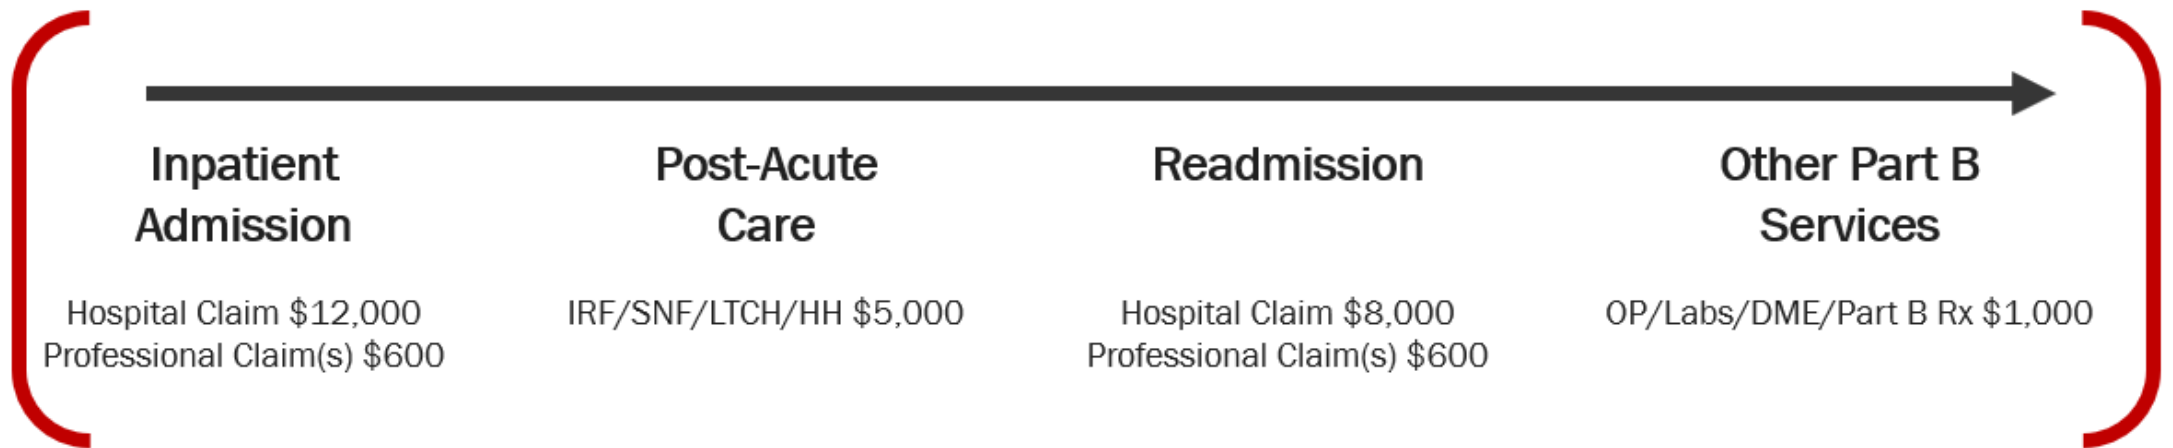 Inpatient
Admission
Hospital Claim $12,000
Professional Claim(s) $600
Post-Acute
Care
IRF/SNF/LTCH/HH $5,000
Readmission
Hospital Claim $8,000
Professional Claim(s) $600
Other Part B
Services
OP/Labs/DME/Part B Rx $1,000